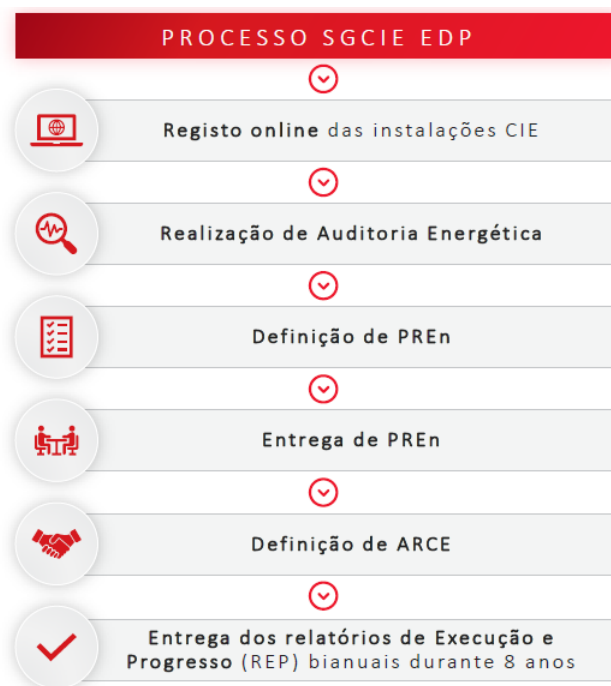 PROCESSO SGCIE EDP
Registo online das instalações CIE
Realização de Auditoria Energética
Definição de PREn
Entrega de PREn
Definição de ARCE
Entrega dos relatórios de Execução e
Progresso (REP) bianuais durante 8 anos